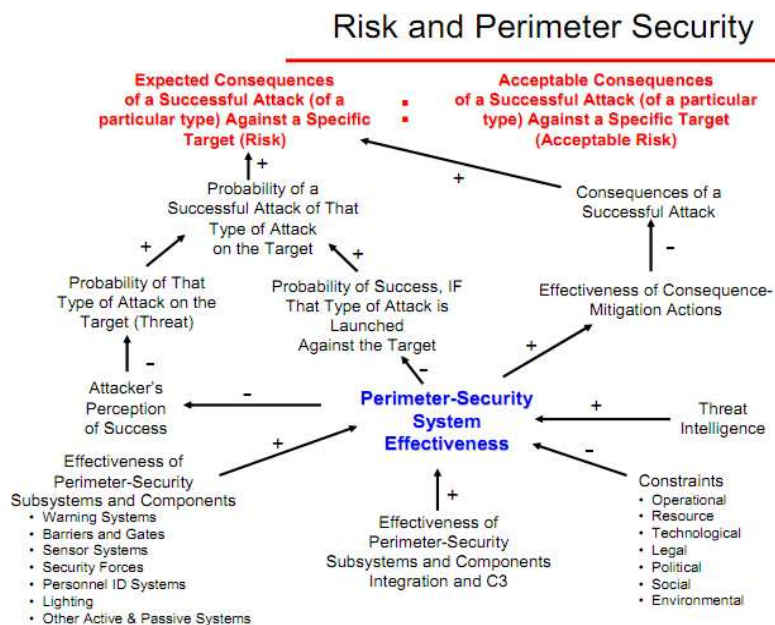 Risk and Perimeter Security
Expected Consequences
of a Successful Attack (of a
particular type) Against a Specific
Target (Risk)
:
Acceptable Consequences
of a Successful Attack (of a particular
type) Against a Specific Target
(Acceptable Risk)
+
+
Probability of a
Successful Attack of That
Type of Attack
on the Target
Consequences of a
Successful Attack
+
+
-
Probability of That
Type of Attack on the
Target (Threat)
Probability of Success, IF
That Type of Attack is
Launched
Against the Target
Effectiveness of Consequence-
Mitigation Actions
-
-
+
Attacker's
Perception
of Success
-
Perimeter-Security
System
Effectiveness
+
Threat
Intelligence
Effectiveness of
Perimeter-Security
Subsystems and Components
• Warning Systems
• Barriers and Gates
• Sensor Systems
• Security Forces
• Personnel ID Systems
• Lighting
• Other Active & Passive Systems
+
+
Effectiveness of
Perimeter-Security
Subsystems and Components
Integration and C3
-
Constraints
• Operational
• Resource
• Technological
• Legal
• Political
• Social
• Environmental